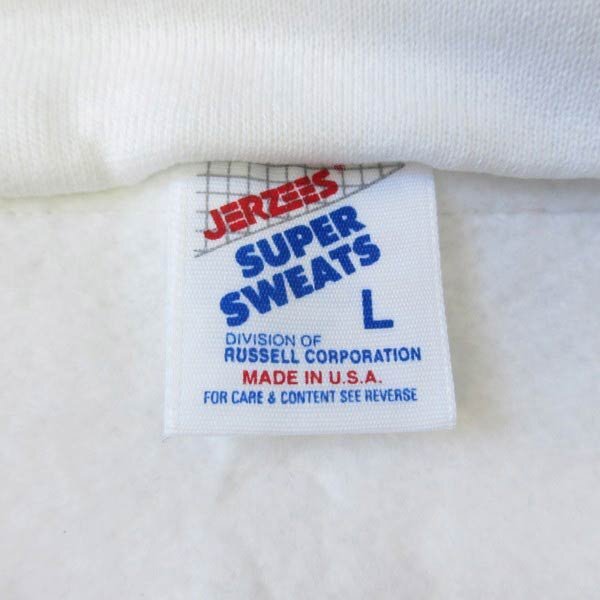 JERZEES
SUPER
SWEATS
L
DIVISION OF
RUSSELL CORPORATION
MADE IN U.S.A.
FOR CARE & CONTENT SEE REVERSE